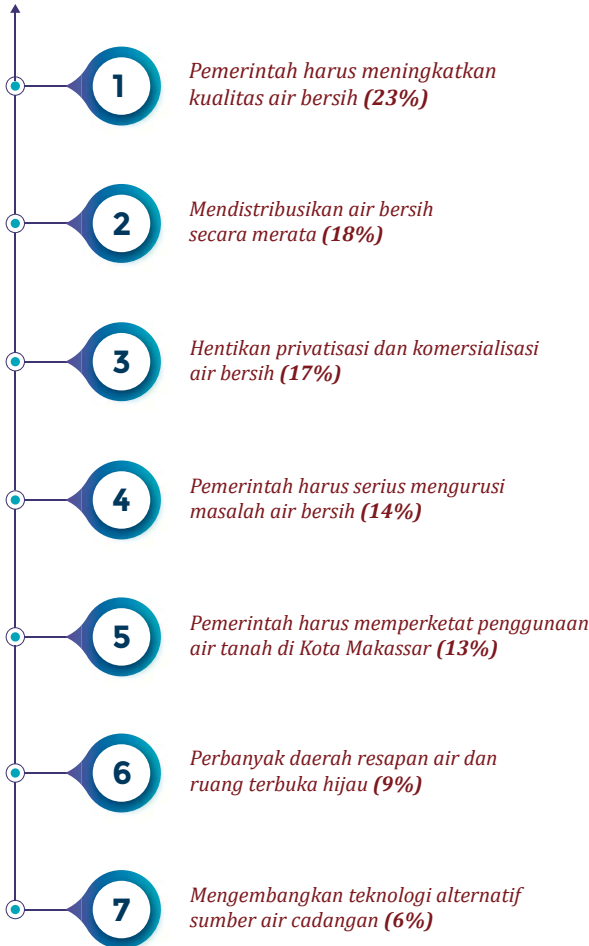 1
Pemerintah harus meningkatkan
kualitas air bersih (23%)
2
Mendistribusikan air bersih
secara merata (18%)
3
Hentikan privatisasi dan komersialisasi
air bersih (17%)
4
Pemerintah harus serius mengurusi
masalah air bersih (14%)
5
Pemerintah harus memperketat penggunaan
air tanah di Kota Makassar (13%)
6
Perbanyak daerah resapan air dan
ruang terbuka hijau (9%)
7
Mengembangkan teknologi alternatif
sumber air cadangan (6%)